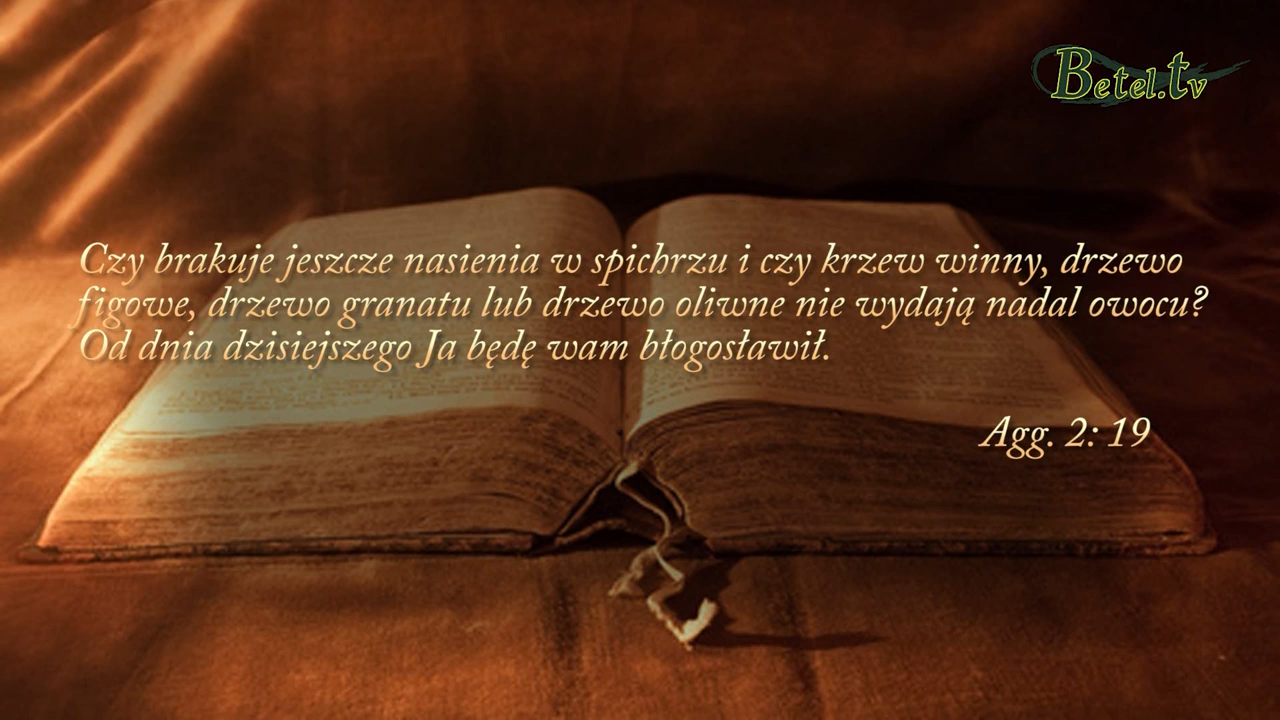 Betel.tv
Czy brakuje jeszcze nasienia w spichrzu i czy krzew winny, drzewo
figowe, drzewo granatu lub drzewo oliwne nie wydają nadal owocu?
Od dnia dzisiejszego Ja będę wam błogosławił.
Agg. 2: 19